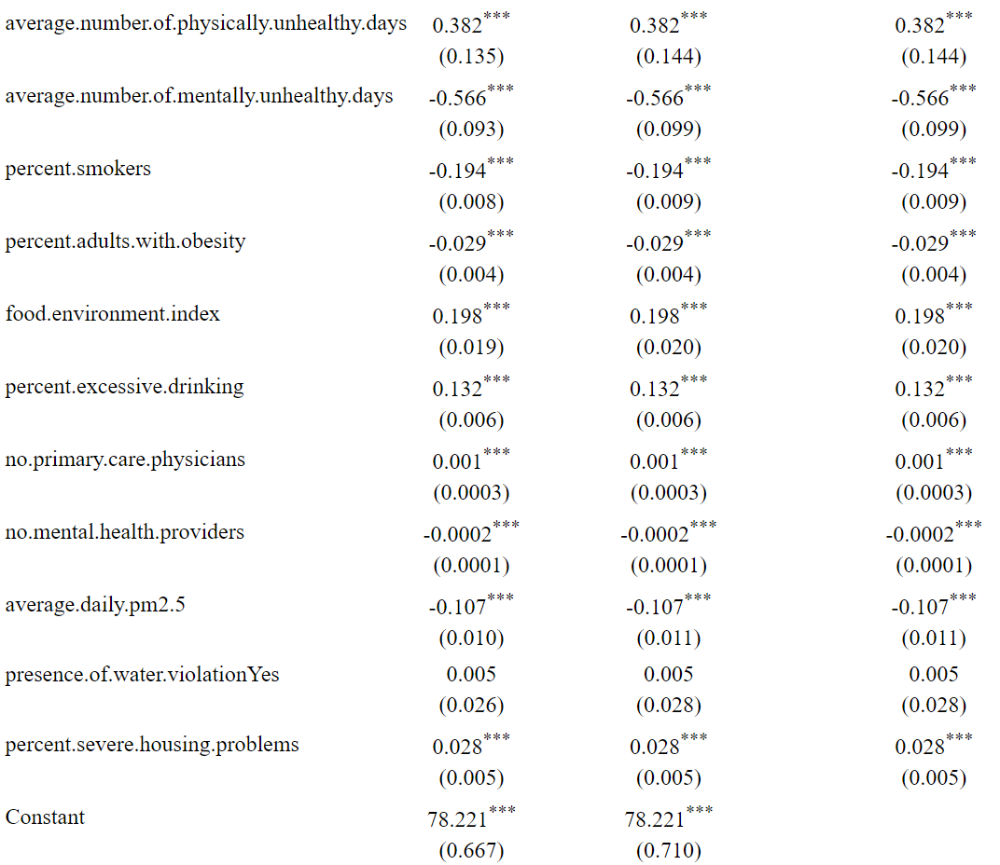 average.number.of.physically.unhealthy.days 0.382*** 0.382*** 0.382***
(0.135) (0.144) (0.144)
average.number.of.mentally.unhealthy.days -0.566*** -0.566*** -0.566***
(0.093) (0.099) (0.099)
percent.smokers -0.194*** -0.194*** -0.194***
(0.008) (0.009) (0.009)
percent.adults.with.obesity -0.029*** -0.029*** -0.029***
(0.004) (0.004) (0.004)
food.environment.index 0.198*** 0.198*** 0.198***
(0.019) (0.020) (0.020)
percent.excessive.drinking 0.132*** 0.132*** 0.132***
(0.006) (0.006) (0.006)
no.primary.care.physicians 0.001*** 0.001*** 0.001***
(0.0003) (0.0003) (0.0003)
no.mental.health.providers -0.0002*** -0.0002*** -0.0002***
(0.0001) (0.0001) (0.0001)
average.daily.pm2.5 -0.107*** -0.107*** -0.107***
(0.010) (0.011) (0.011)
presence.of.water.violationYes 0.005 0.005 0.005
(0.026) (0.028) (0.028)
percent.severe.housing.problems 0.028*** 0.028*** 0.028***
(0.005) (0.005) (0.005)
Constant 78.221*** 78.221***
(0.667) (0.710)